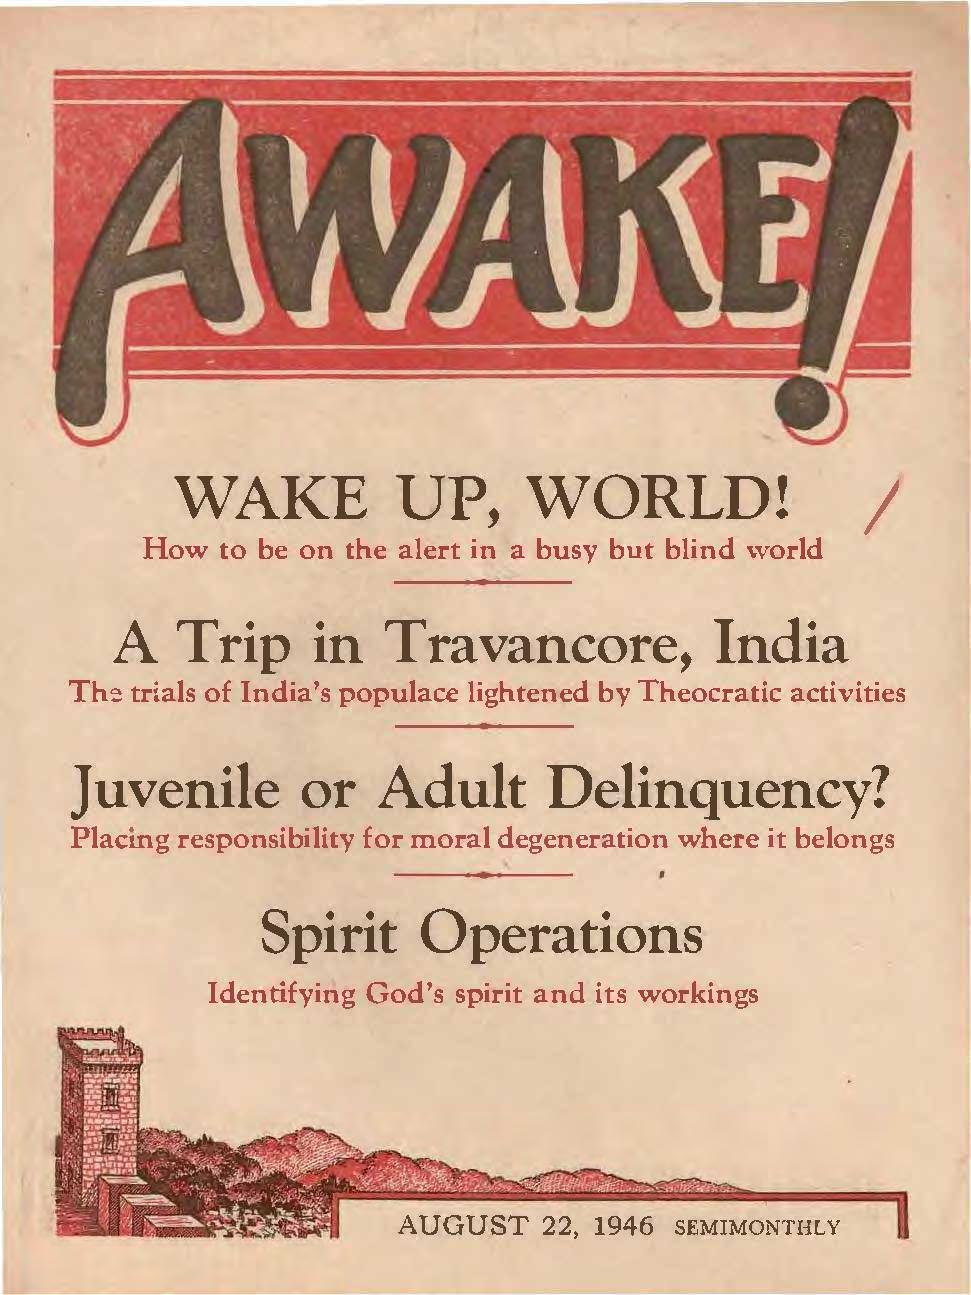 AWAKE!
WAKE UP, WORLD!
How to be on the alert in a busy but blind world
A Trip in Travancore, India
The trials of India's populace lightened by Theocratic activities
Juvenile or Adult Delinquency?
Placing responsibility for moral degeneration where it belongs
Spirit Operations
Identifying God's spirit and its workings
AUGUST 22, 1946 SEMIMONTHLY